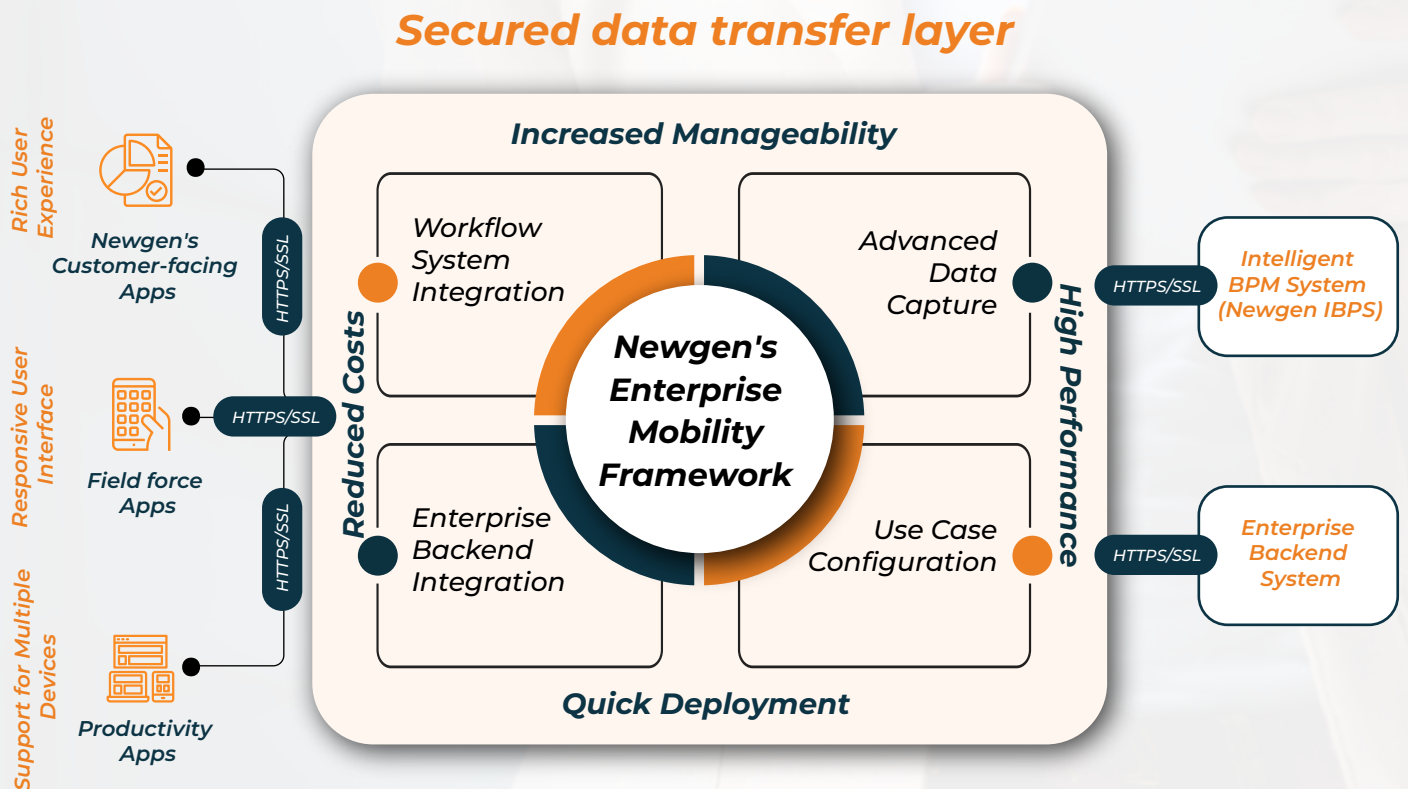 Secured data transfer layer
Rich User
Experience
Newgen's
Customer-facing
Apps
HTTPS/SSL
Responsive User
Interface
Field force
Apps
HTTPS/SSL
HTTPS/SSL
Support for Multiple
Devices
Productivity
Apps
Increased Manageability
Reduced Costs
Workflow
System
Integration
Advanced
Data
Capture
Newgen's
Enterprise
Mobility
Framework
Enterprise
Backend
Integration
Use Case
Configuration
High Performance
Quick Deployment
HTTPS/SSL
Intelligent
BPM System
(Newgen IBPS)
HTTPS/SSL
Enterprise
Backend
System